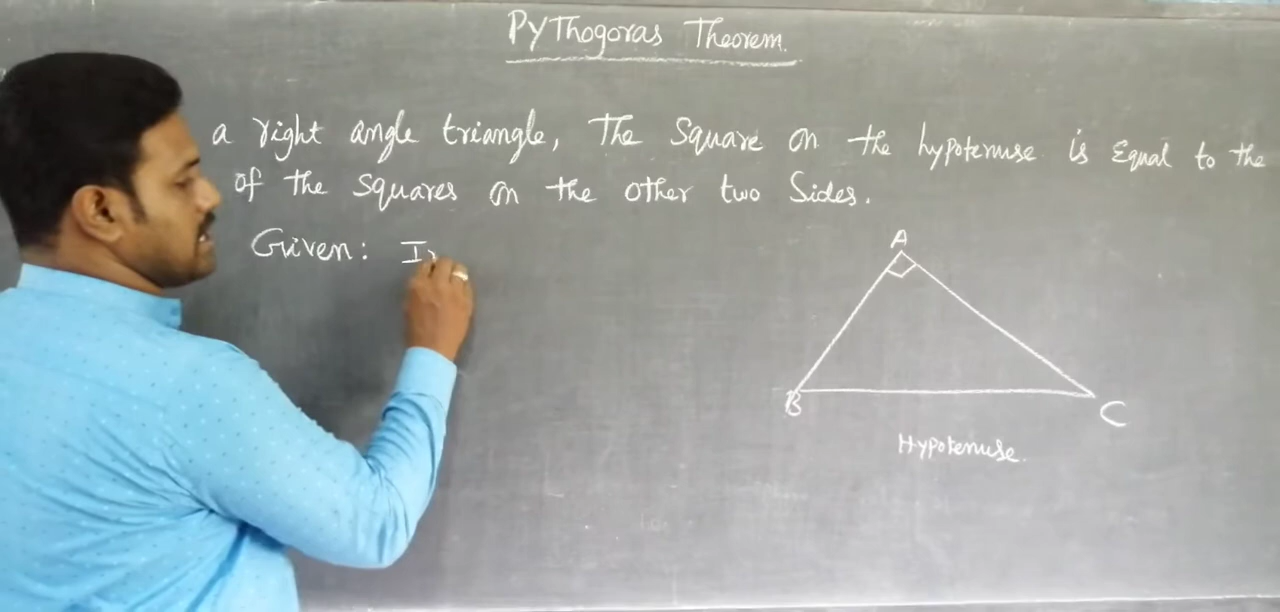 PYThogoras Theorem.
a right angle triangle, The Square on the hypotenuse is Equal to the
of the squares on the other two Sides.
Given: In
A
B
C
Hypotenuse.